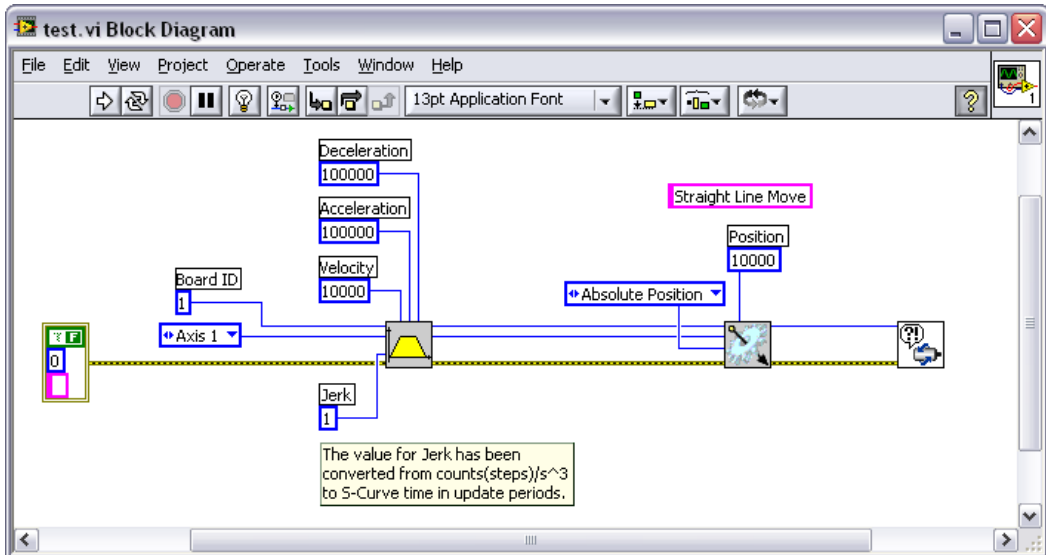 test.vi Block Diagram
File Edit View Project Operate Tools Window Help
13pt Application Font
1
Deceleration
100000
Acceleration
100000
Velocity
10000
Board ID
1
Axis 1
Straight Line Move
Position
10000
Absolute Position
F
0
Jerk
1
The value for Jerk has been
converted from counts(steps)/s^3
to S-Curve time in update periods.
?!